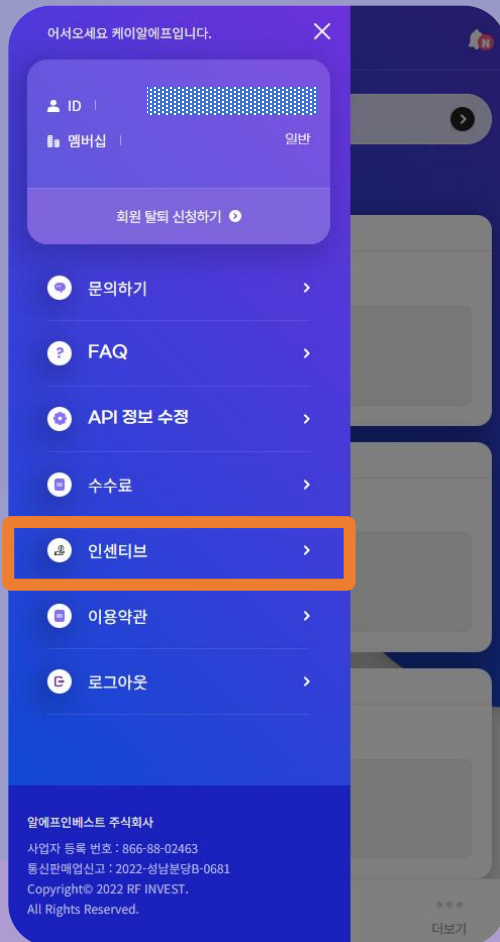 어서오세요 케이알에프입니다.
N
ID
멤버십 일반
회원 탈퇴 신청하기
문의하기
? FAQ
API 정보 수정
수수료
인센티브
이용약관
로그아웃
알에프인베스트 주식회사
사업자 등록 번호 : 866-88-02463
통신판매업신고 : 2022-성남분당B-0681
Copyright© 2022 RF INVEST.
All Rights Reserved.
더보기